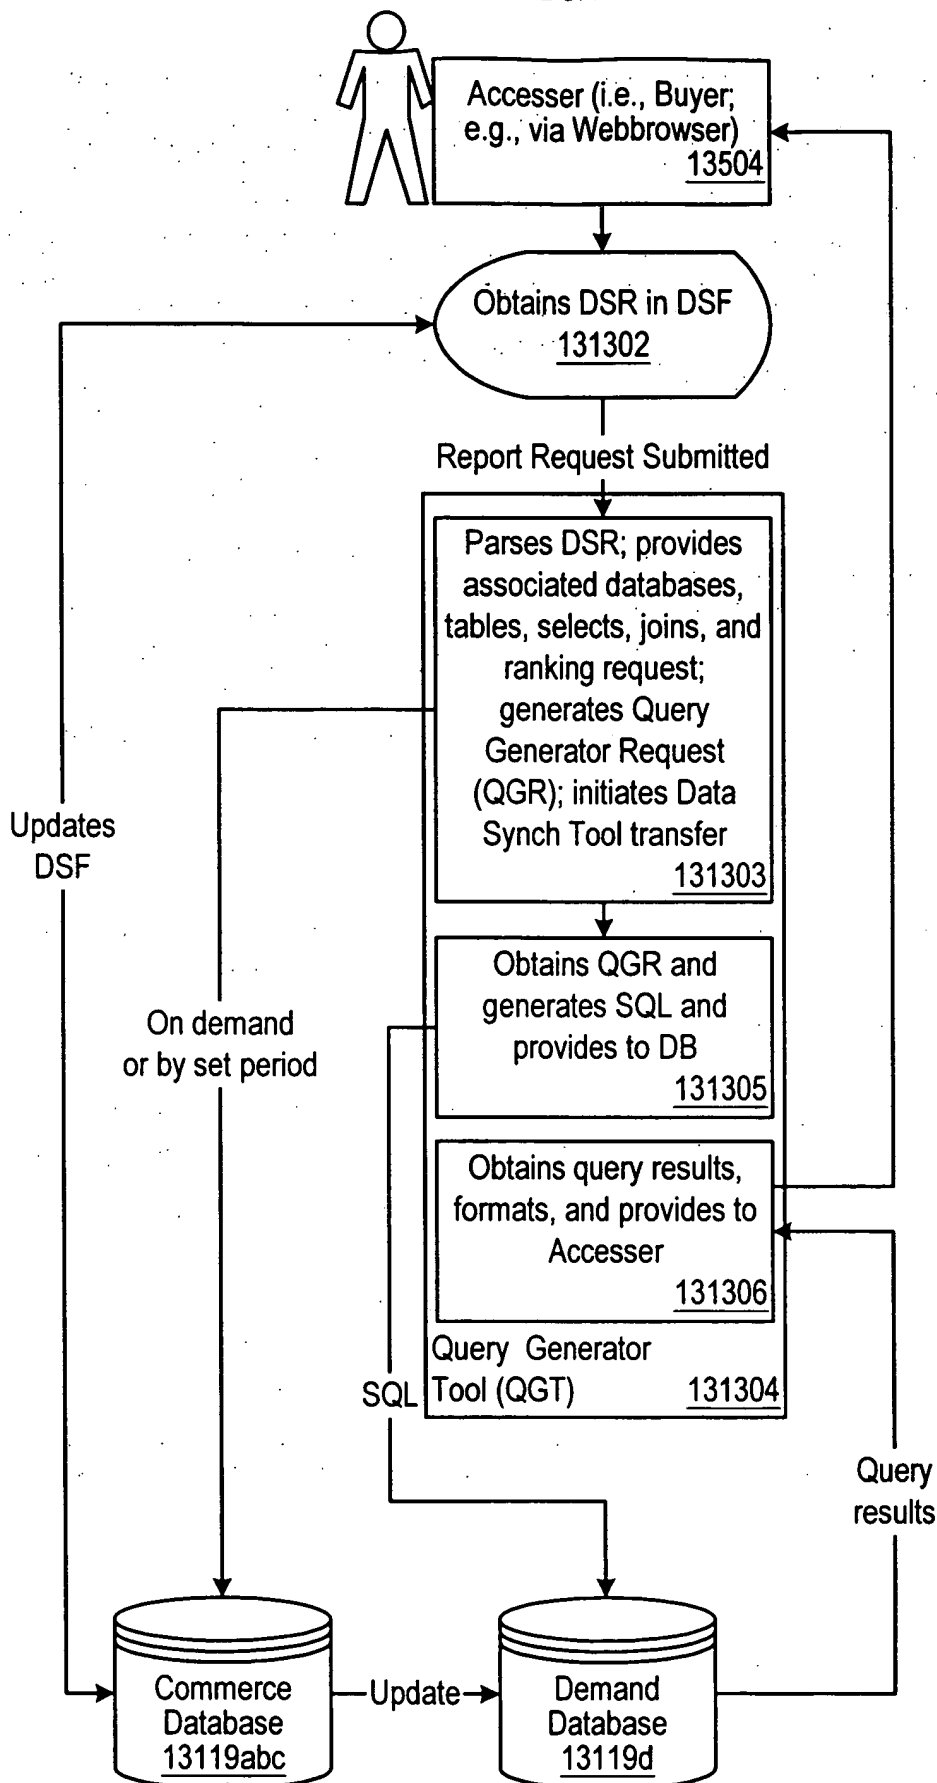 Accesser (i.e., Buyer;
e.g., via Webbrowser)
13504
Obtains DSR in DSF
131302
Report Request Submitted
Parses DSR; provides
associated databases,
tables, selects, joins, and
ranking request;
generates Query
Generator Request
(QGR); initiates Data
Synch Tool transfer
131303
Updates
DSF
Obtains QGR and
generates SQL and
provides to DB
131305
On demand
or by set period
Obtains query results,
formats, and provides to
Accesser
131306
Query Generator
Tool (QGT)
131304
SQL
Query
results
Commerce
Database
13119abc
Update
Demand
Database
13119d